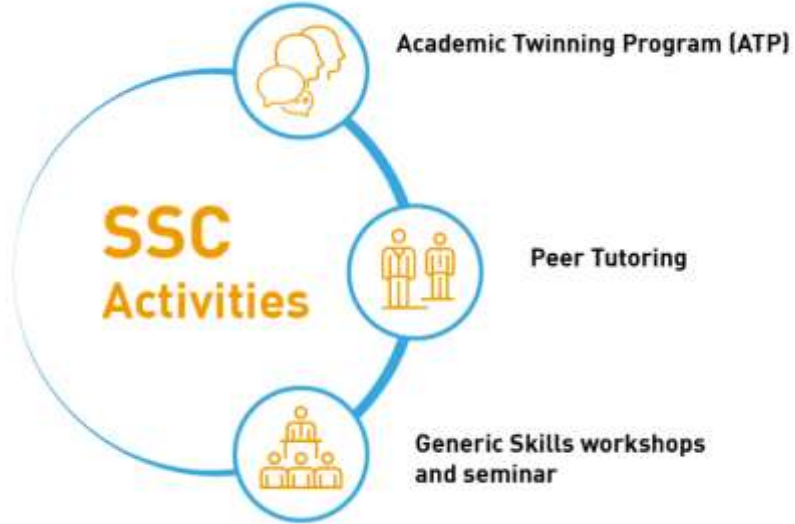 Academic Twinning Program (ATP)
SSC
Activities
Peer Tutoring
Generic Skills workshops
and seminar